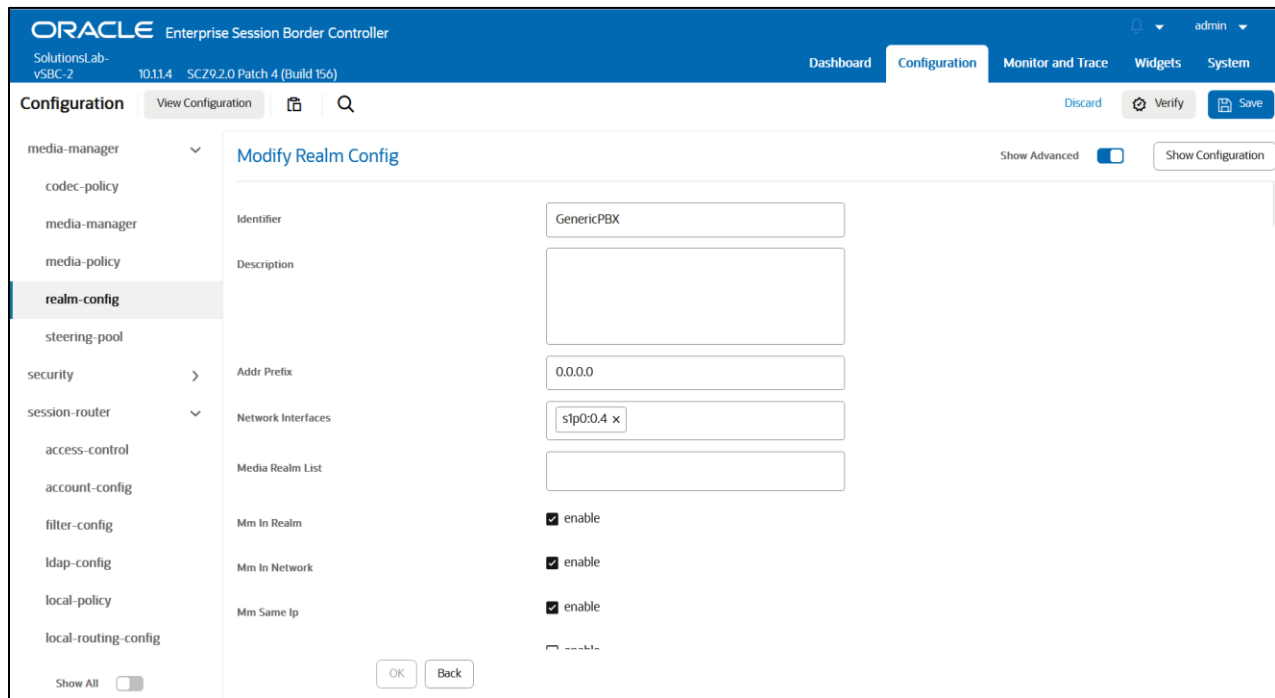 ORACLE Enterprise Session Border Controller
admin
SolutionsLab-
vSBC-2 10.1.1.4 SCZ9.2.0 Patch 4 (Build 156)
Dashboard Configuration Monitor and Trace Widgets System
Configuration View Configuration Discard Verify Save
media-manager
codec-policy
media-manager
media-policy
realm-config
steering-pool
security
session-router
access-control
account-config
filter-config
ldap-config
local-policy
local-routing-config
Show All
Modify Realm Config Show Advanced Show Configuration
Identifier GenericPBX
Description
Addr Prefix 0.0.0.0
Network Interfaces s1p0:0.4 ×
Media Realm List
Mm In Realm enable
Mm In Network enable
Mm Same Ip enable
OK Back